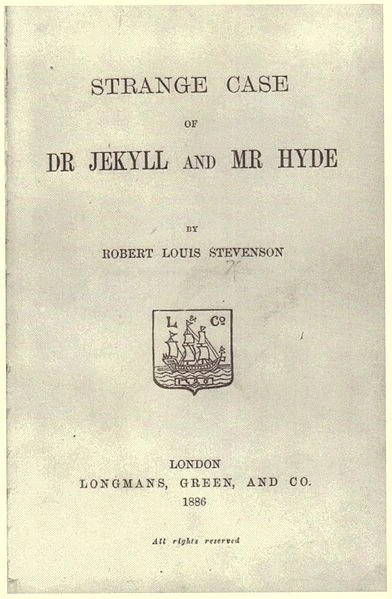 STRANGE CASE
OF
DR JEKYLL AND MR HYDE
BY
ROBERT LOUIS STEVENSON
L Co
LONDON
LONGMANS, GREEN, AND CO.
1886
All rights reserved